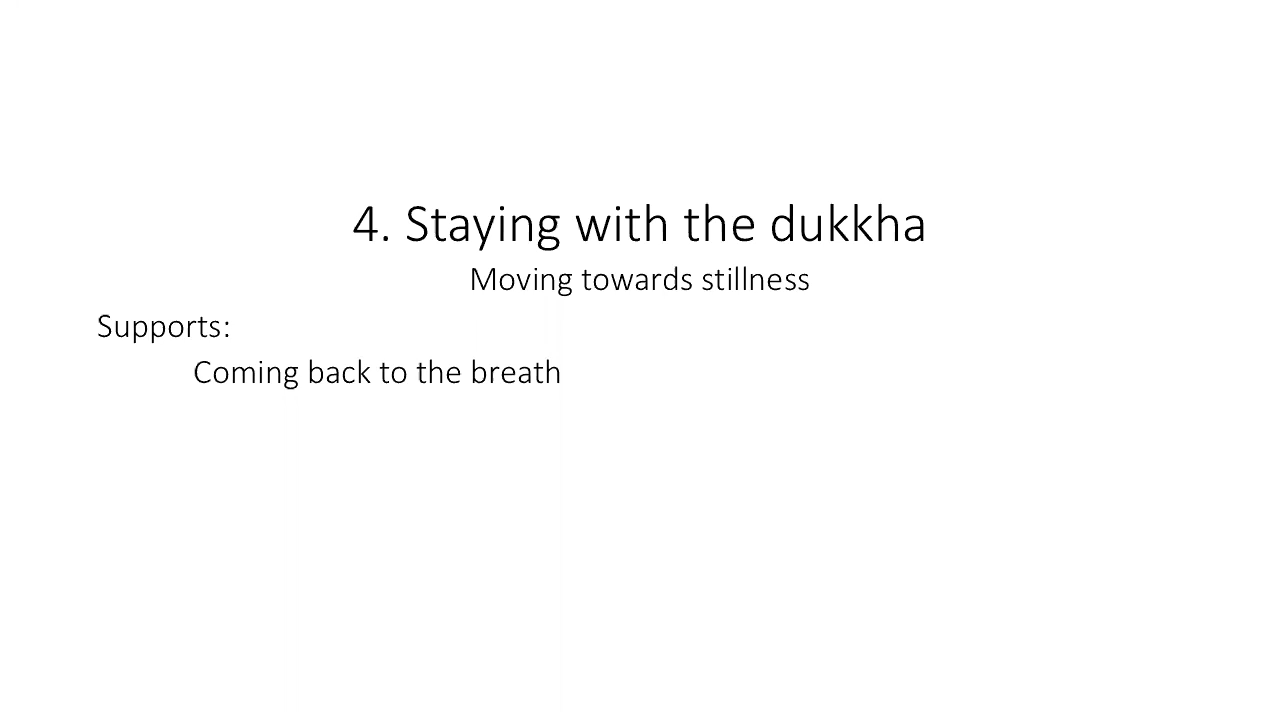 4. Staying with the dukkha
Moving towards stillness
Supports:
Coming back to the breath